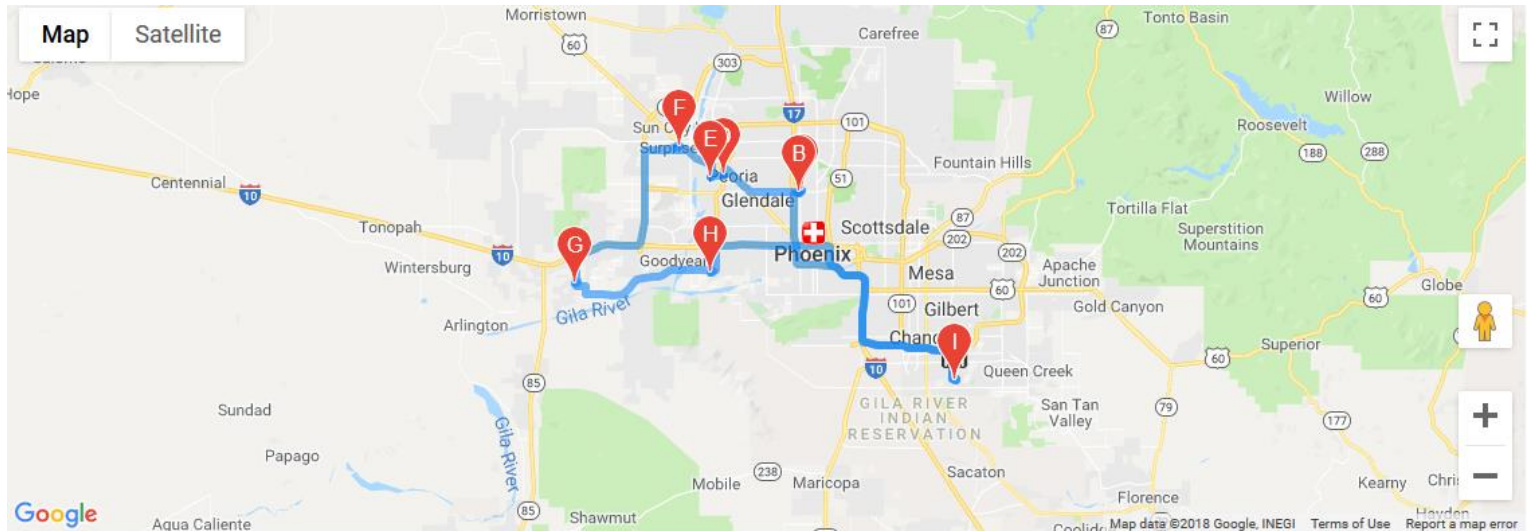 Map Satellite
Morristown
60
Carefree
Tonto Basin
87
303
Hope
Willow
F
17
101
Sun City
Surprise
E
B
Roosevelt
188
288
Fountain Hills
51
Centennial
10
Peoria
Glendale
Tortilla Flat
87
Tonopah
Scottsdale
202
Superstition
Mountains
G
H
10
Goodyear
Phoenix
202
Wintersburg
Mesa
Apache
Junction
60
Globe
Gila River
101
Gilbert
Gold Canyon
60
Arlington
I
Superior
10
Queen Creek
60
85
GILA RIVER
INDIAN
RESERVATION
San Tan
Valley
79
177
Sundad
Gila River
Papago
238
Mobile
Maricopa
Sacaton
Kearny
Florence
Hayden
Google
85
Shawmut
Agua Caliente
Map data ©2018 Google, INEGI Terms of Use Report a map error